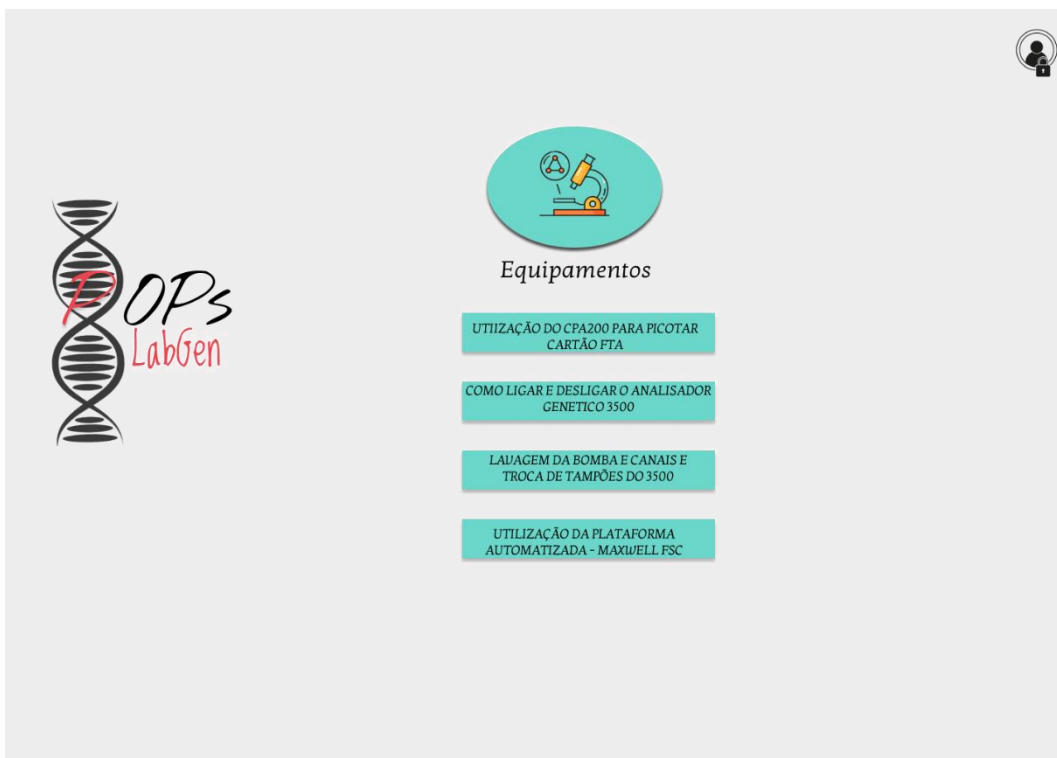 POPs
LabGen
Equipamentos
UTIIZAÇÃO DO CPA200 PARA PICOTAR
CARTÃO FTA
COMO LIGAR E DESLIGAR O ANALISADOR
GENETICO 3500
LAVAGEM DA BOMBA E CANAIS E
TROCA DE TAMPÕES DO 3500
UTILIZAÇÃO DA PLATAFORMA
AUTOMATIZADA - MAXWELL FSC